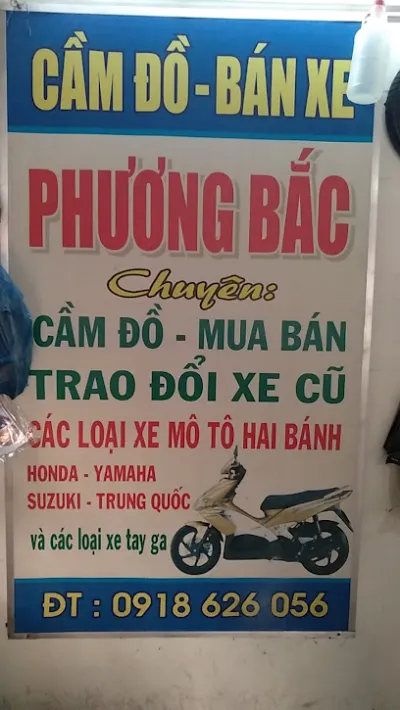 CẦM ĐỒ - BÁN XE
PHƯƠNG BẮC
Chuyên:
CẦM ĐỒ - MUA BÁN
TRAO ĐỔI XE CŨ
CÁC LOẠI XE MÔ TÔ HAI BÁNH
HONDA - YAMAHA
SUZUKI - TRUNG QUỐC
và các loại xe tay ga
ĐT : 0918 626 056